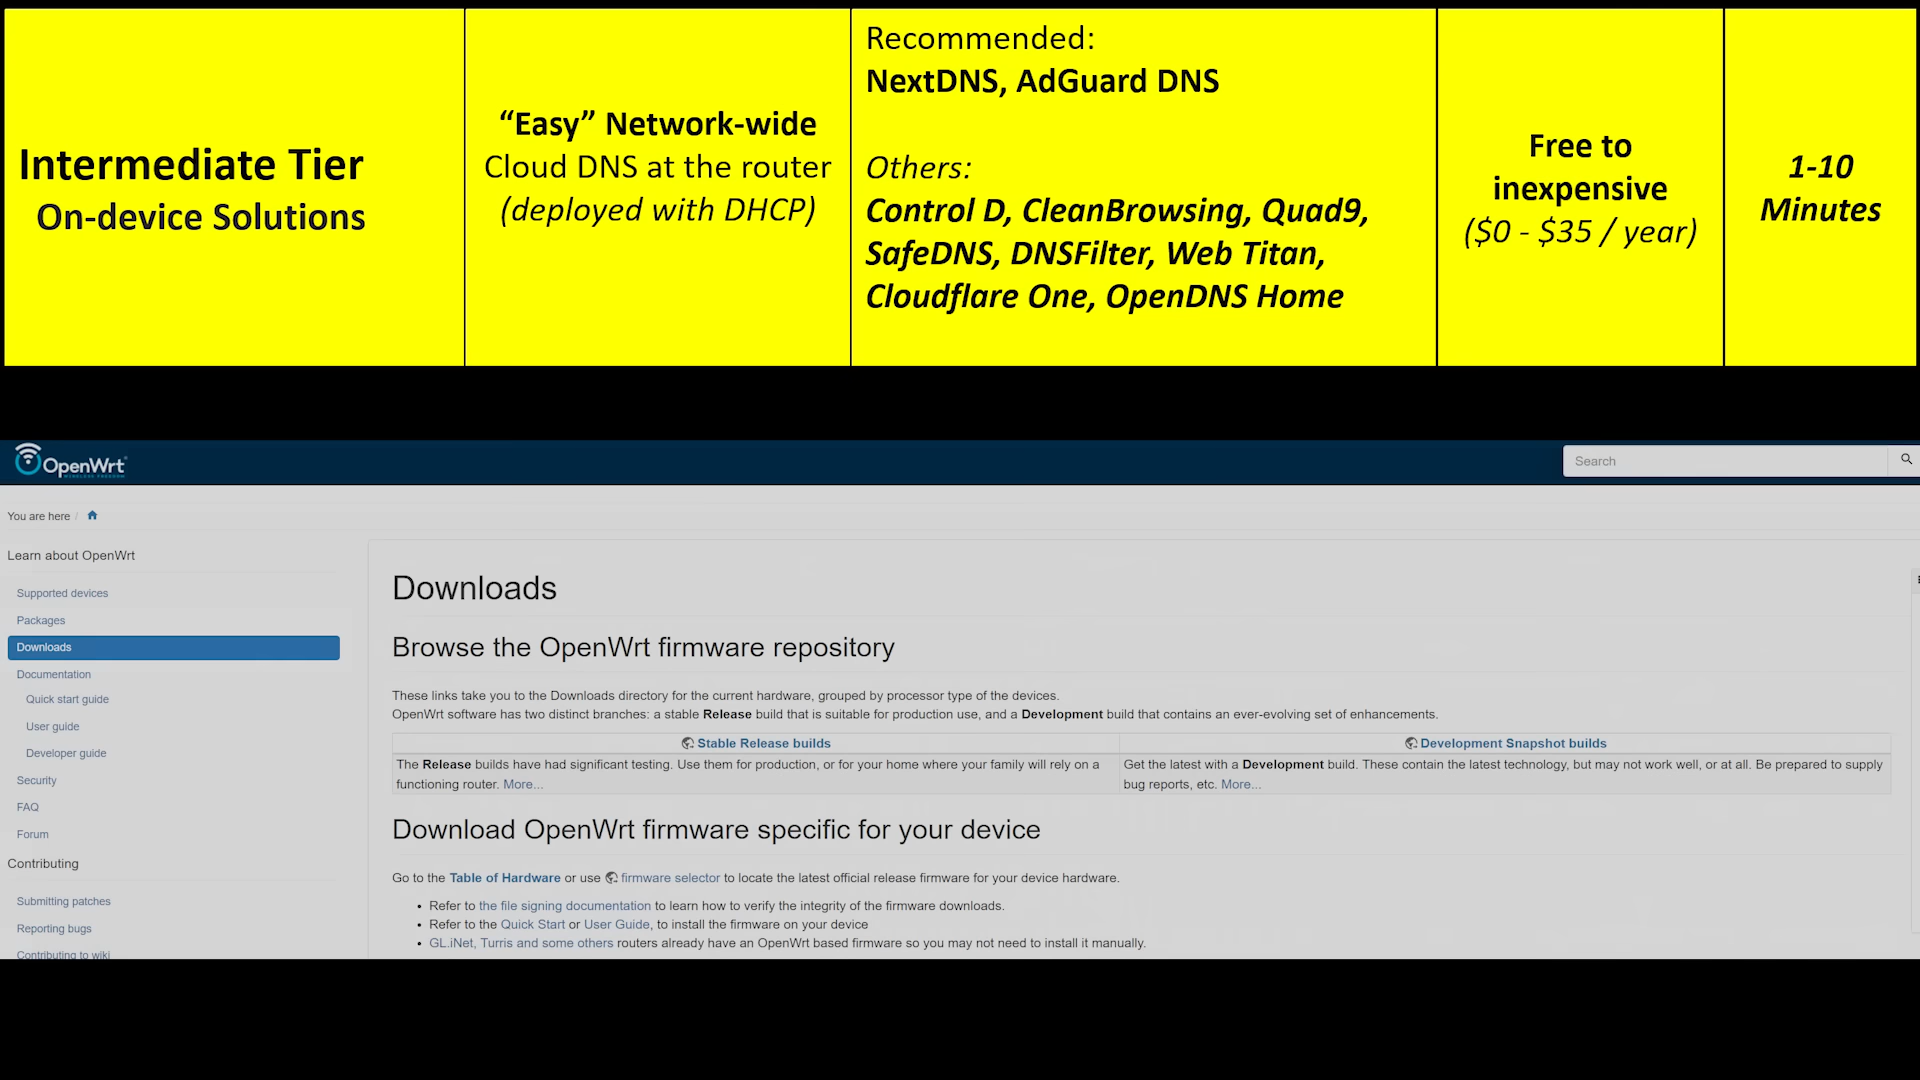 Intermediate Tier
On-device Solutions
“Easy” Network-wide
Cloud DNS at the router
(deployed with DHCP)
Recommended:
NextDNS, AdGuard DNS
Others:
Control D, CleanBrowsing, Quad9,
SafeDNS, DNSFilter, Web Titan,
Cloudflare One, OpenDNS Home
Free to
inexpensive
($0 - $35 / year)
1-10
Minutes
OpenWrt
WIRELESS FREEDOM
Search
You are here /
Learn about OpenWrt
Supported devices
Packages
Downloads
Documentation
Quick start guide
User guide
Developer guide
Security
FAQ
Forum
Contributing
Submitting patches
Reporting bugs
Contributing to wiki
Downloads
Browse the OpenWrt firmware repository
These links take you to the Downloads directory for the current hardware, grouped by processor type of the devices.
OpenWrt software has two distinct branches: a stable Release build that is suitable for production use, and a Development build that contains an ever-evolving set of enhancements.
Stable Release builds
The Release builds have had significant testing. Use them for production, or for your home where your family will rely on a
functioning router. More...
Development Snapshot builds
Get the latest with a Development build. These contain the latest technology, but may not work well, or at all. Be prepared to supply
bug reports, etc. More...
Download OpenWrt firmware specific for your device
Go to the Table of Hardware or use firmware selector to locate the latest official release firmware for your device hardware.
• Refer to the file signing documentation to learn how to verify the integrity of the firmware downloads.
• Refer to the Quick Start or User Guide, to install the firmware on your device
• GL.iNet, Turris and some others routers already have an OpenWrt based firmware so you may not need to install it manually.